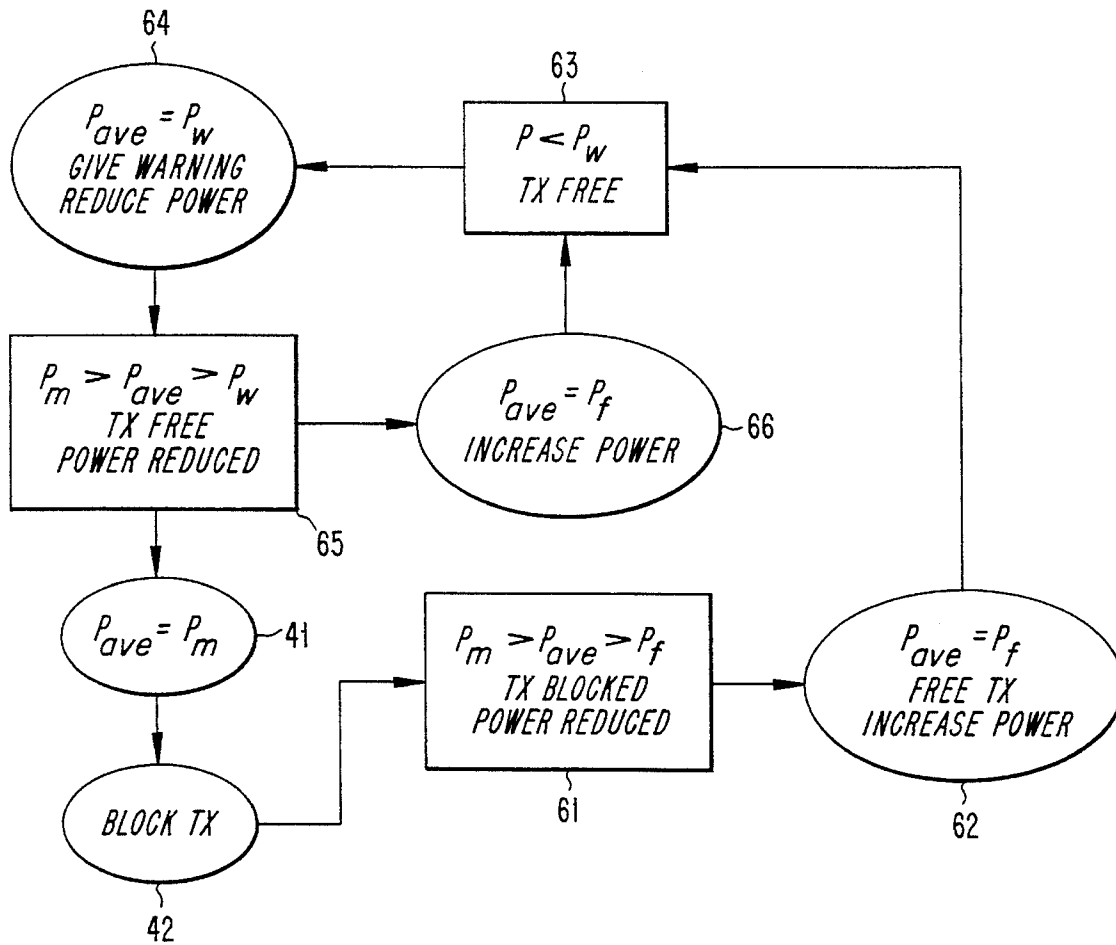 64
P_ave = P_w
GIVE WARNING
REDUCE POWER
63
P < P_w
TX FREE
P_m > P_ave > P_w
TX FREE
POWER REDUCED
65
P_ave = P_f
INCREASE POWER
66
P_ave = P_m
41
BLOCK TX
42
P_m > P_ave > P_f
TX BLOCKED
POWER REDUCED
61
P_ave = P_f
FREE TX
INCREASE POWER
62